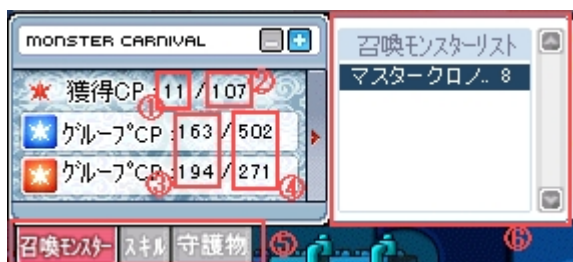 MONSTER CARNIVAL
獲得CP :11 / 107
①
②
グループCP :163 / 502
グループCP :194 / 271
③
④
召喚モンスター スキル 守護物
⑤
召喚モンスターリスト
マスタークロノ.. 8
⑥